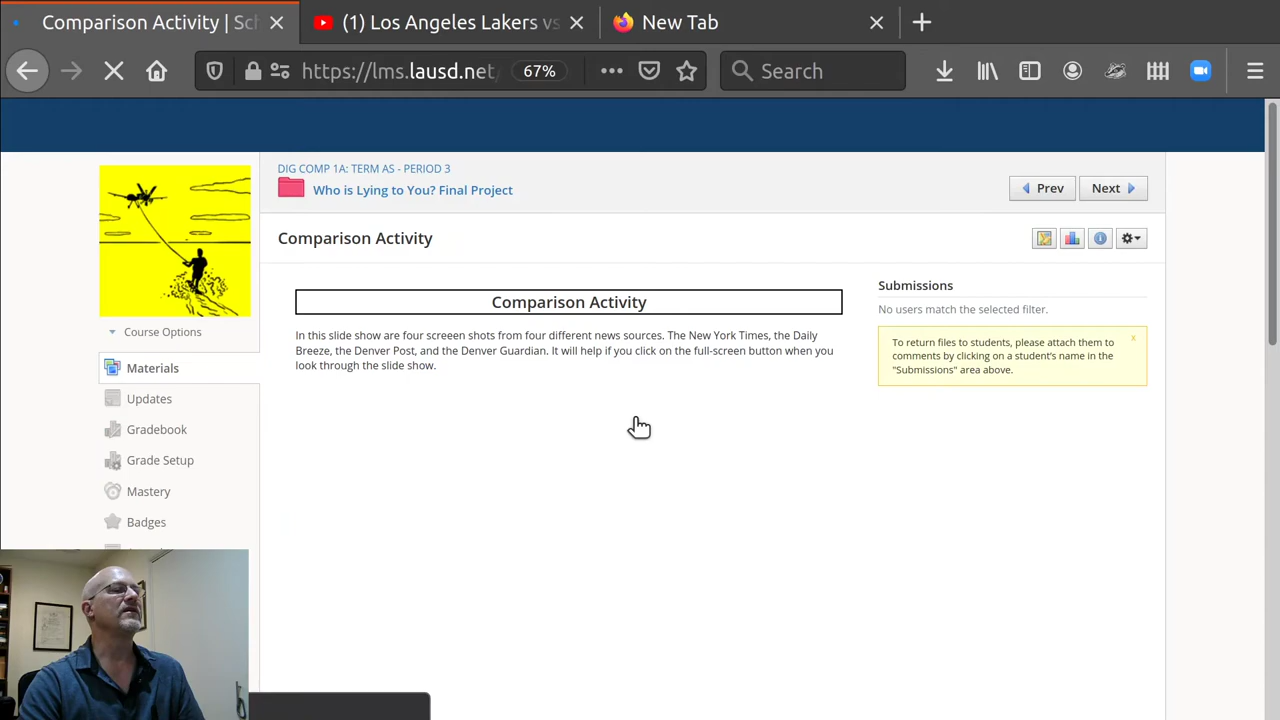 Comparison Activity | Sch
(1) Los Angeles Lakers vs
New Tab
https://lms.lausd.net/
67%
Search
DIG COMP 1A: TERM AS - PERIOD 3
Who is Lying to You? Final Project
Prev
Next
Comparison Activity
Comparison Activity
In this slide show are four screeen shots from four different news sources. The New York Times, the Daily
Breeze, the Denver Post, and the Denver Guardian. It will help if you click on the full-screen button when you
look through the slide show.
Submissions
No users match the selected filter.
To return files to students, please attach them to
comments by clicking on a student's name in the
"Submissions" area above.
x
Course Options
Materials
Updates
Gradebook
Grade Setup
Mastery
Badges